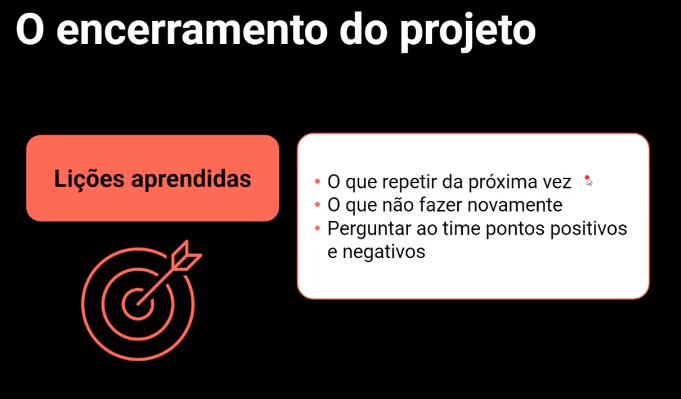 O encerramento do projeto
Lições aprendidas
• O que repetir da próxima vez
• O que não fazer novamente
• Perguntar ao time pontos positivos
e negativos